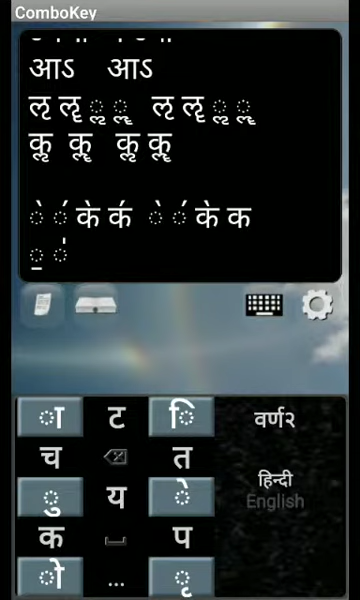 ComboKey
आऽ आऽ
ऌ ॡ ◌ॢ ◌ॣ ऌ ॡ ◌ॢ ◌ॣ
कॢ कॣ कॢ कॣ
◌॓ ◌॔ क॓ क॔ ◌॓ ◌॔ क॓ क
◌॒ ◌॑
◌ा ट ◌ि वर्ण२
च त
हिन्दी
◌ु य ◌े English
क प
◌ो ... ◌ृ